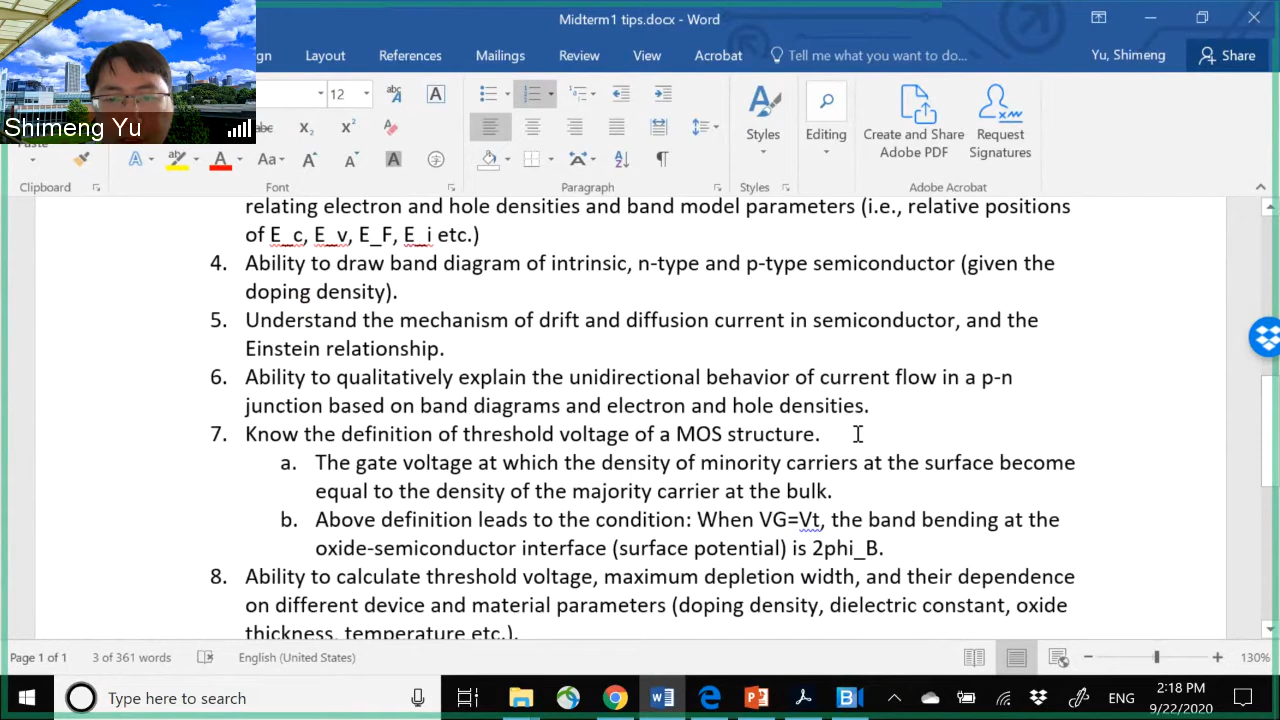 Midterm1 tips.docx - Word
gn Layout References Mailings Review View Acrobat Tell me what you want to do... Yu, Shimeng Share
Shimeng Yu
12
Styles
Editing
Create and Share
Adobe PDF
Request
Signatures
Clipboard Font Paragraph Styles Adobe Acrobat
relating electron and hole densities and band model parameters (i.e., relative positions
of E_c, E_v, E_F, E_i etc.)
4. Ability to draw band diagram of intrinsic, n-type and p-type semiconductor (given the
doping density).
5. Understand the mechanism of drift and diffusion current in semiconductor, and the
Einstein relationship.
6. Ability to qualitatively explain the unidirectional behavior of current flow in a p-n
junction based on band diagrams and electron and hole densities.
7. Know the definition of threshold voltage of a MOS structure.
a. The gate voltage at which the density of minority carriers at the surface become
equal to the density of the majority carrier at the bulk.
b. Above definition leads to the condition: When VG=Vt, the band bending at the
oxide-semiconductor interface (surface potential) is 2phi_B.
8. Ability to calculate threshold voltage, maximum depletion width, and their dependence
on different device and material parameters (doping density, dielectric constant, oxide
thickness, temperature etc.).
Page 1 of 1 3 of 361 words English (United States) 130%
Type here to search
ENG
2:18 PM
9/22/2020